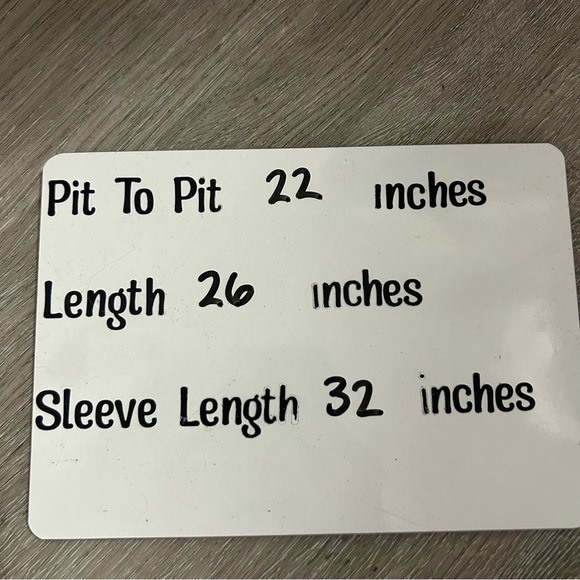 Pit To Pit 22 inches
Length 26 inches
Sleeve Length 32 inches